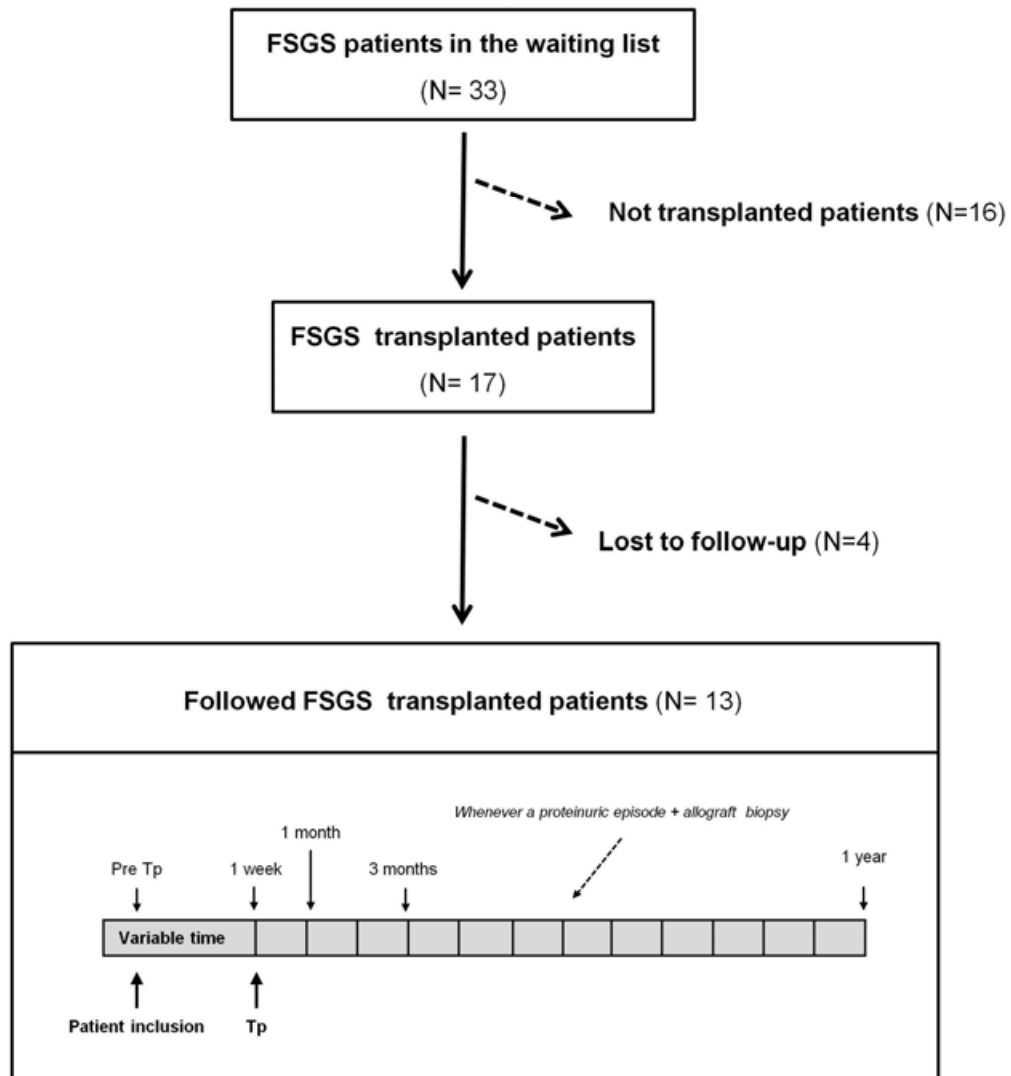 FSGS patients in the waiting list
(N= 33)
Not transplanted patients (N=16)
FSGS transplanted patients
(N= 17)
Lost to follow-up (N=4)
Followed FSGS transplanted patients (N= 13)
Whenever a proteinuric episode + allograft biopsy
1 month
1 year
Pre Tp
1 week
3 months
Variable time
Patient inclusion
Tp